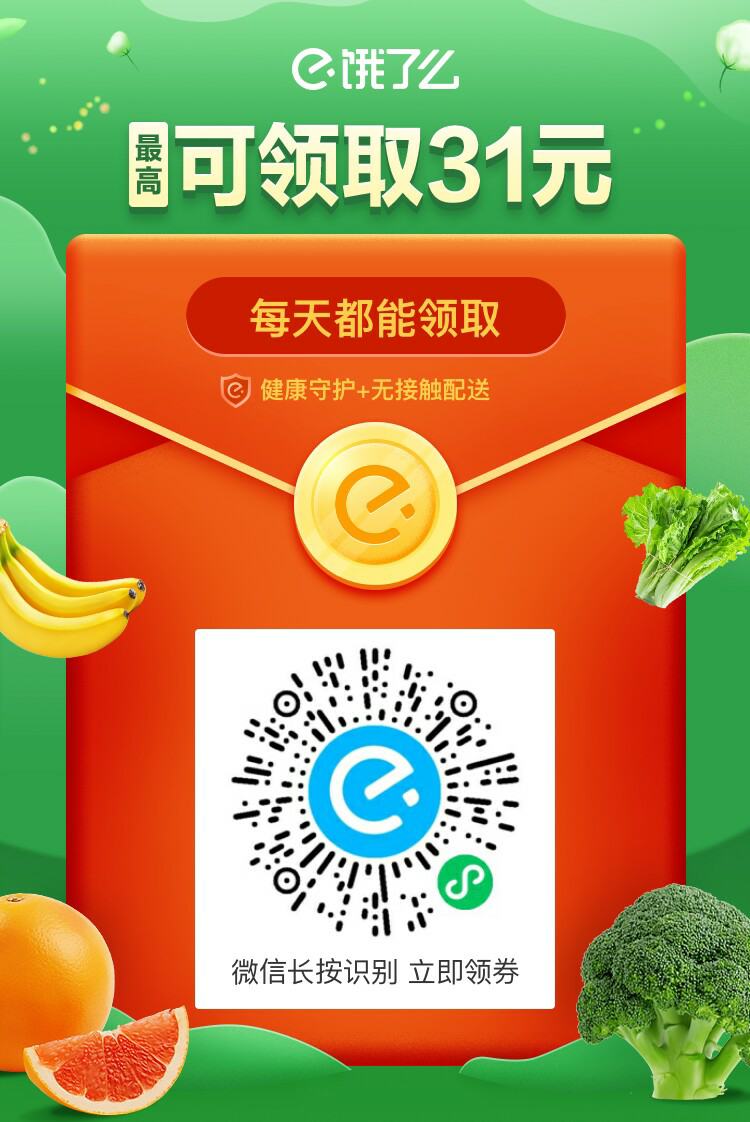 饿了么
最高
可领取31元
每天都能领取
健康守护+无接触配送
微信长按识别 立即领券